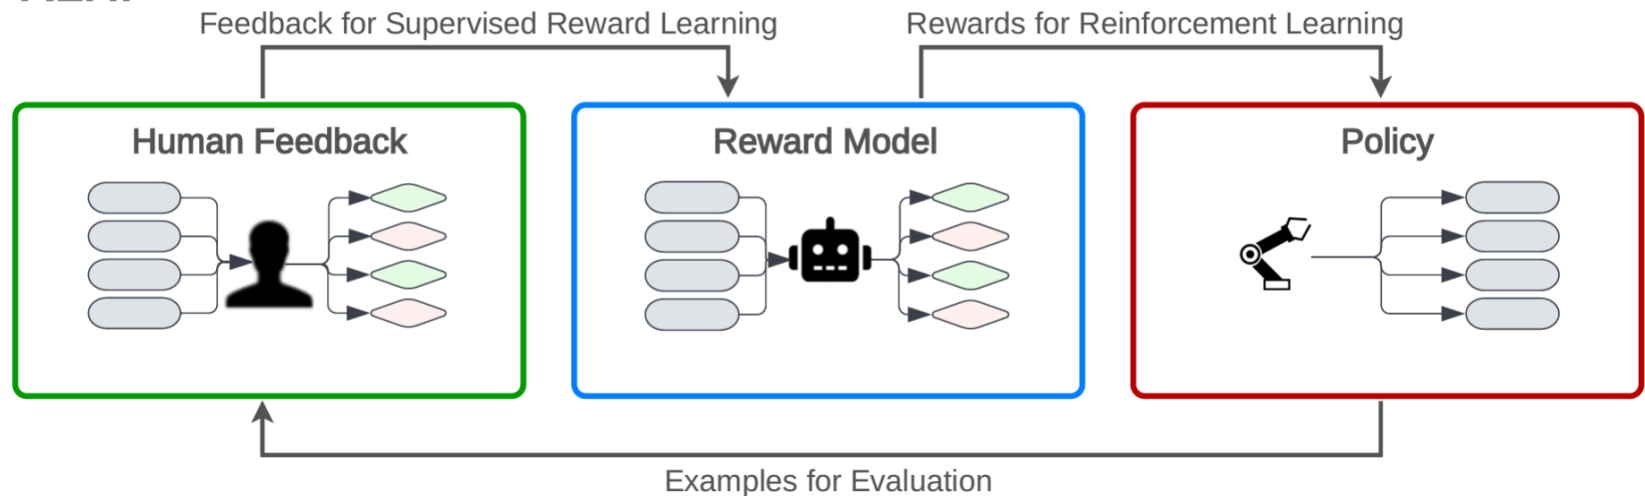 Feedback for Supervised Reward Learning
Rewards for Reinforcement Learning
Human Feedback
Reward Model
Policy
Examples for Evaluation